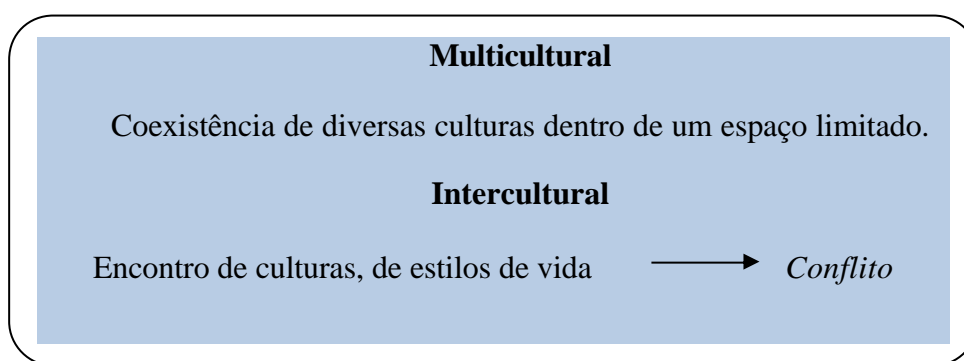 Multicultural
Coexistência de diversas culturas dentro de um espaço limitado.
Intercultural
Encontro de culturas, de estilos de vida Conflito